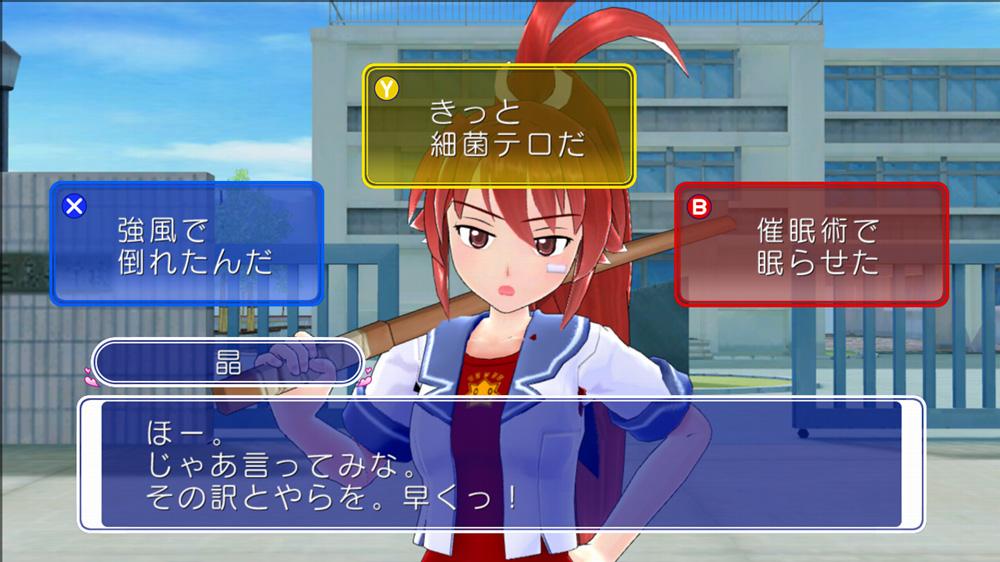 Y
きっと
細菌テロだ
X
強風で
倒れたんだ
B
催眠術で
眠らせた
晶
ほー。
じゃあ言ってみな。
その訳とやらを。早くっ！